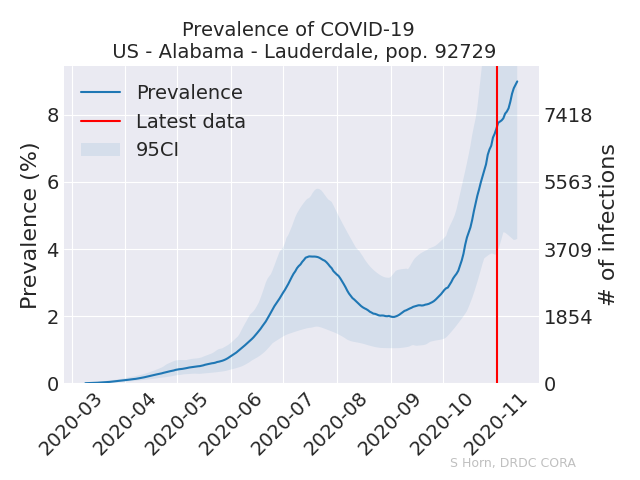 Prevalence of COVID-19
US - Alabama - Lauderdale, pop. 92729
Prevalence
Latest data
95CI
Prevalence (%)
8
6
4
2
0
7418
5563
3709
1854
0
# of infections
2020-03
2020-04
2020-05
2020-06
2020-07
2020-08
2020-09
2020-10
2020-11
S Horn, DRDC CORA